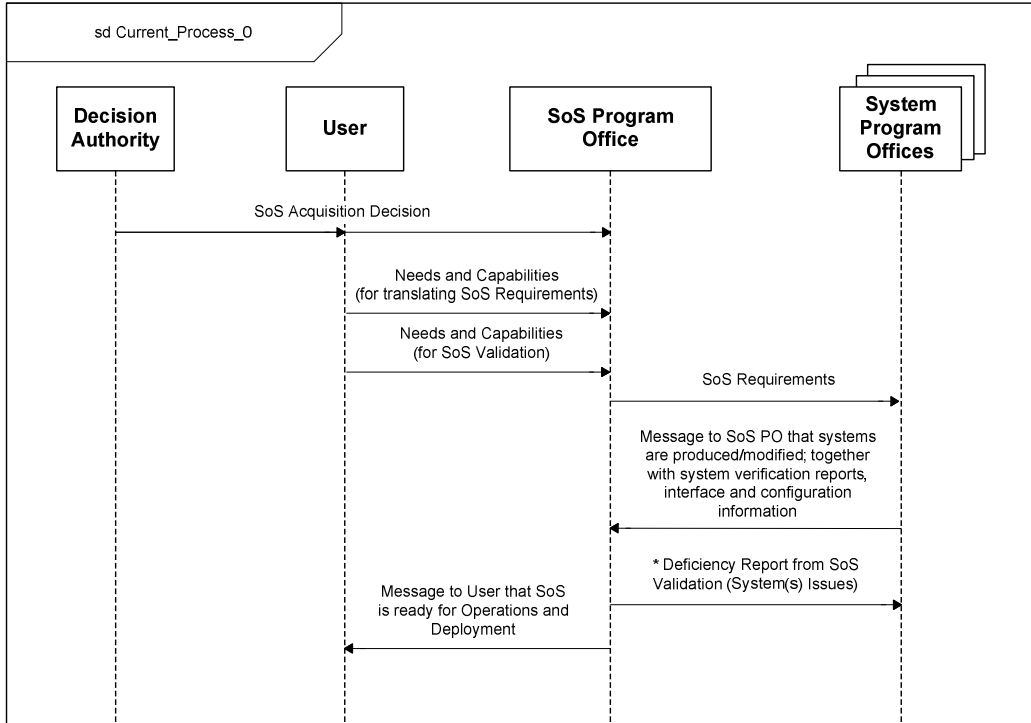 sd Current_Process_0
Decision
Authority
User
SoS Program
Office
System
Program
Offices
SoS Acquisition Decision
Needs and Capabilities
(for translating SoS Requirements)
Needs and Capabilities
(for SoS Validation)
SoS Requirements
Message to SoS PO that systems
are produced/modified; together
with system verification reports,
interface and configuration
information
* Deficiency Report from SoS
Validation (System(s) Issues)
Message to User that SoS
is ready for Operations and
Deployment